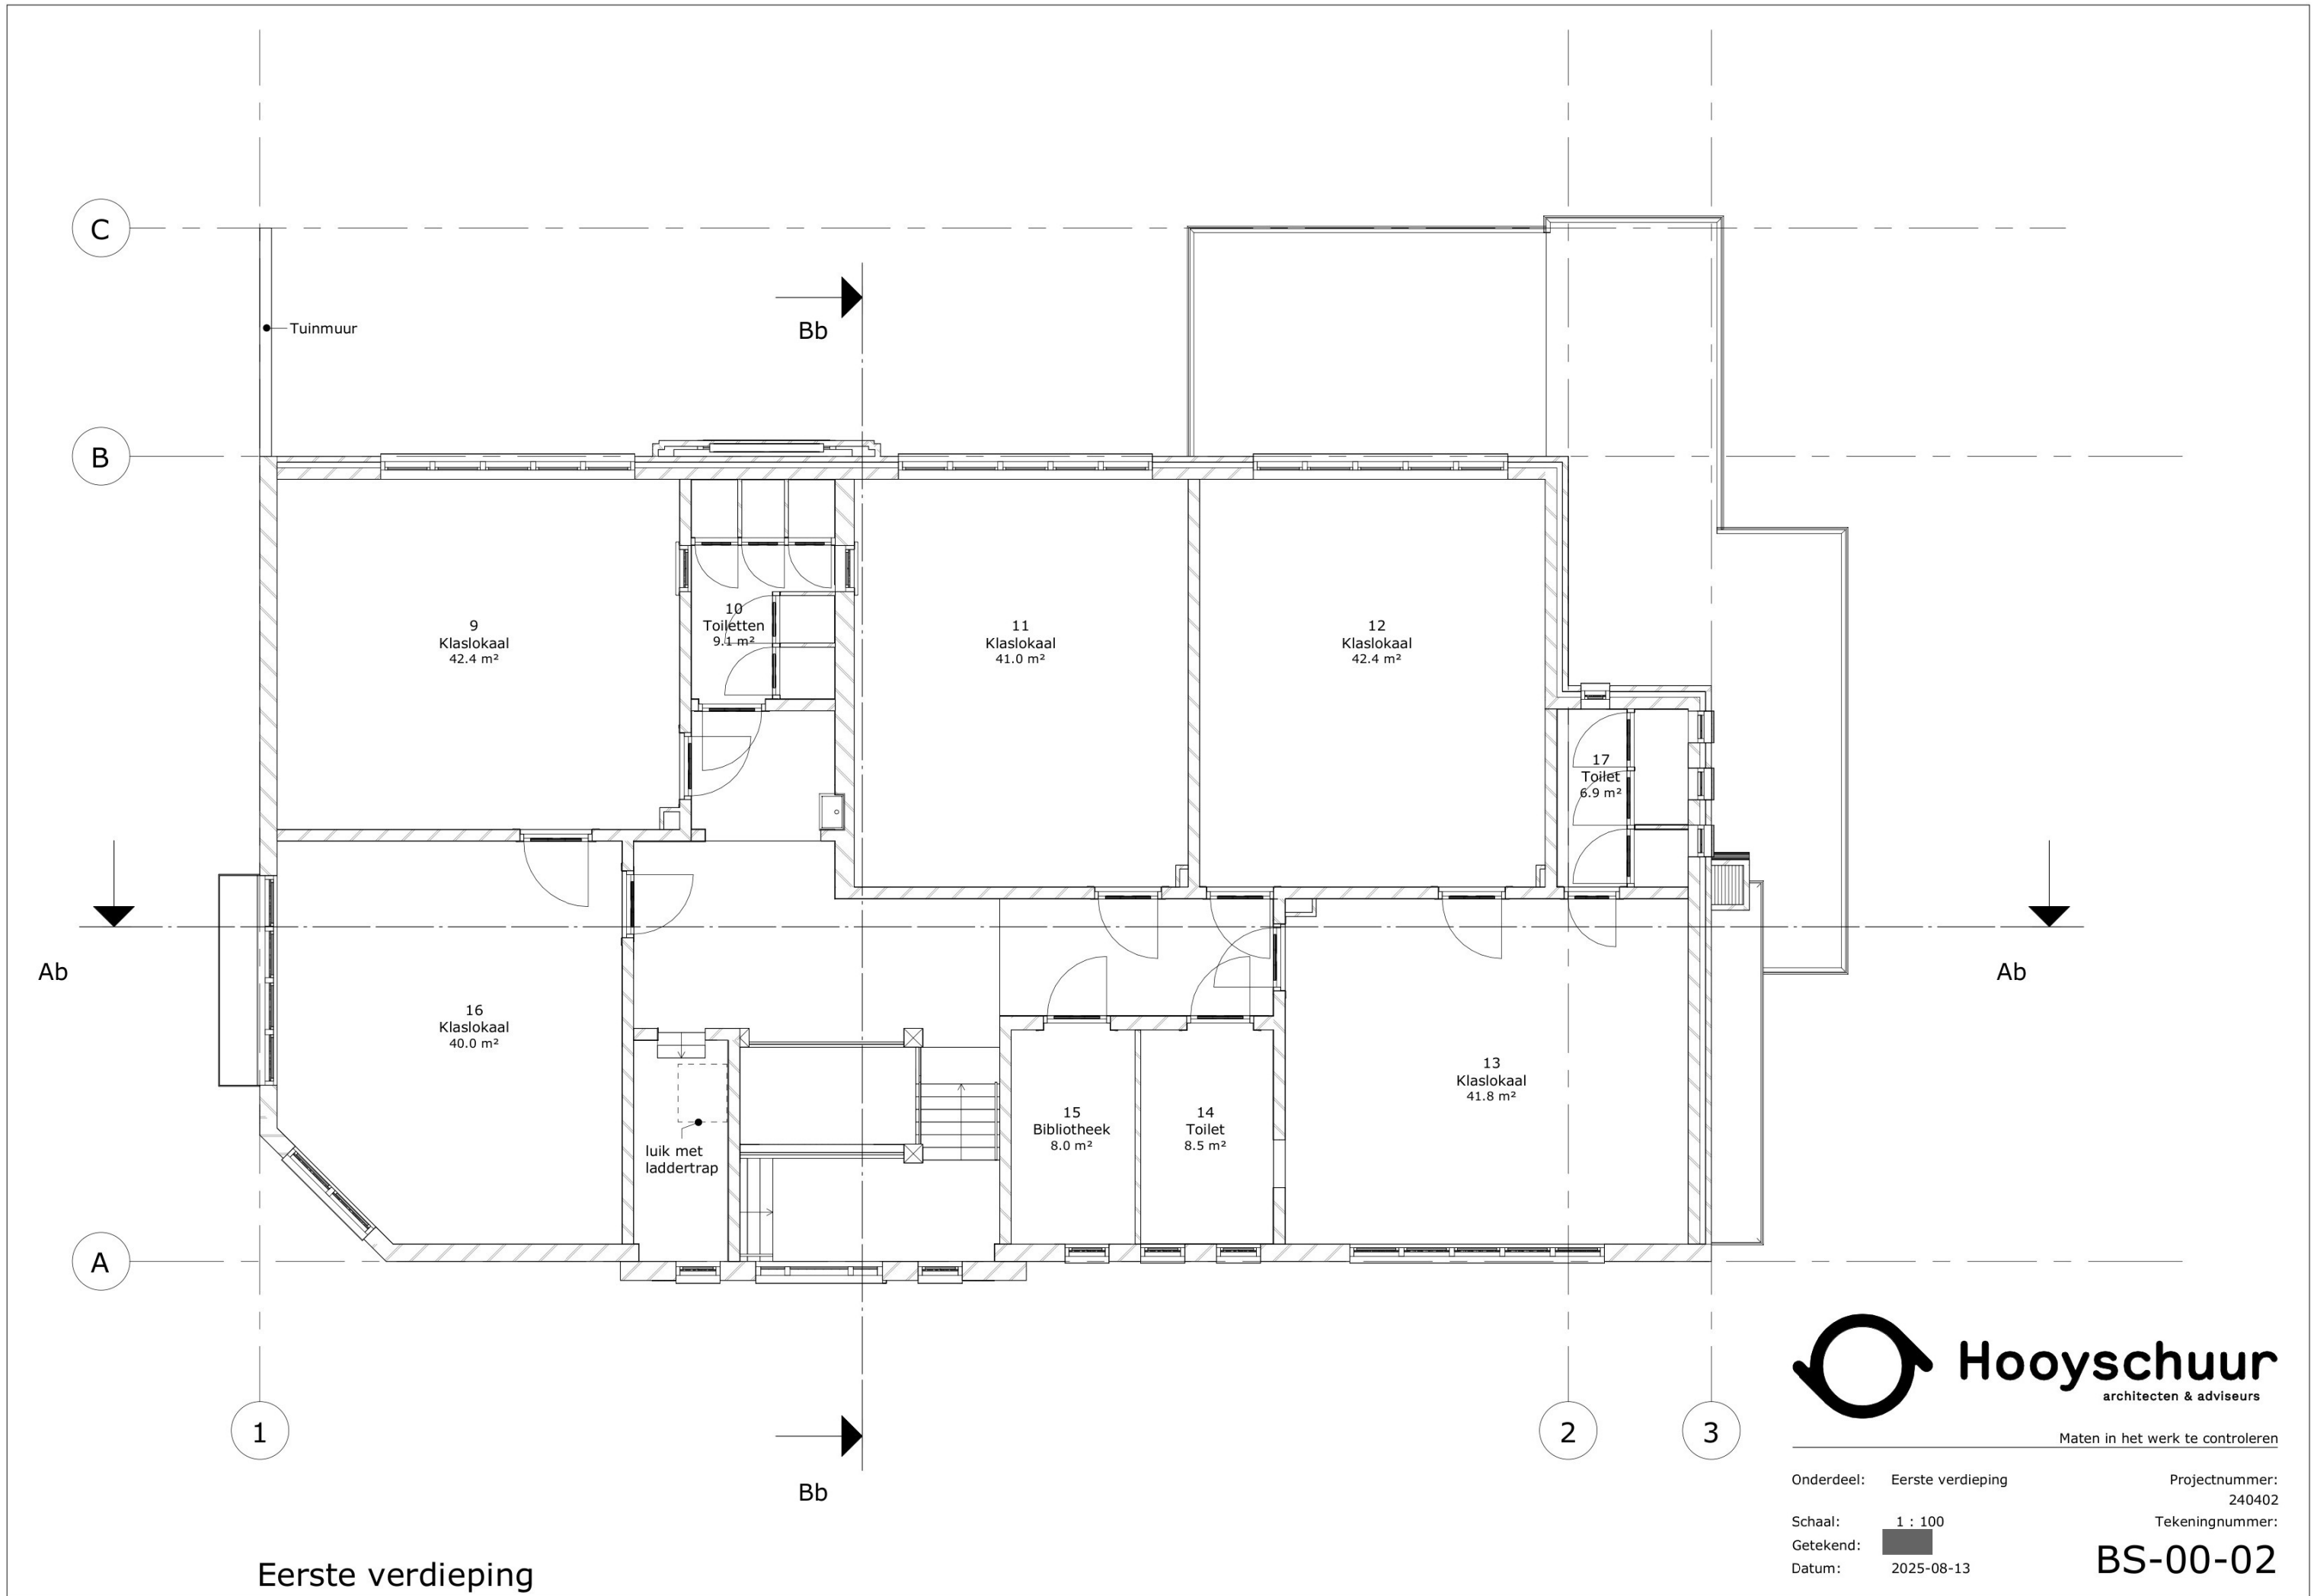 C
Tuinmuur
Bb
B
9
Klaslokaal
42.4 m²
10
Toiletten
9.1 m²
11
Klaslokaal
41.0 m²
12
Klaslokaal
42.4 m²
17
Toilet
6.9 m²
Ab
Ab
16
Klaslokaal
40.0 m²
13
Klaslokaal
41.8 m²
15
Bibliotheek
8.0 m²
14
Toilet
8.5 m²
luik met
laddertrap
A
1
2
3
Bb
Hooyschuur
architecten & adviseurs
Maten in het werk te controleren
Onderdeel: Eerste verdieping
Projectnummer:
240402
Schaal: 1 : 100
Tekeningnummer:
Getekend:
BS-00-02
Datum: 2025-08-13
Eerste verdieping